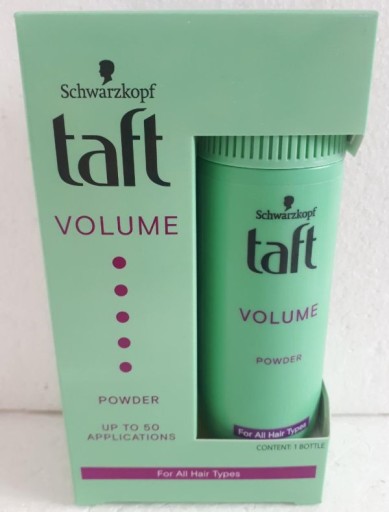 Schwarzkopf
taft
VOLUME
POWDER
UP TO 50
APPLICATIONS
For All Hair Types
Schwarzkopf
taft
VOLUME
POWDER
For All Hair Types
CONTENT: 1 BOTTLE